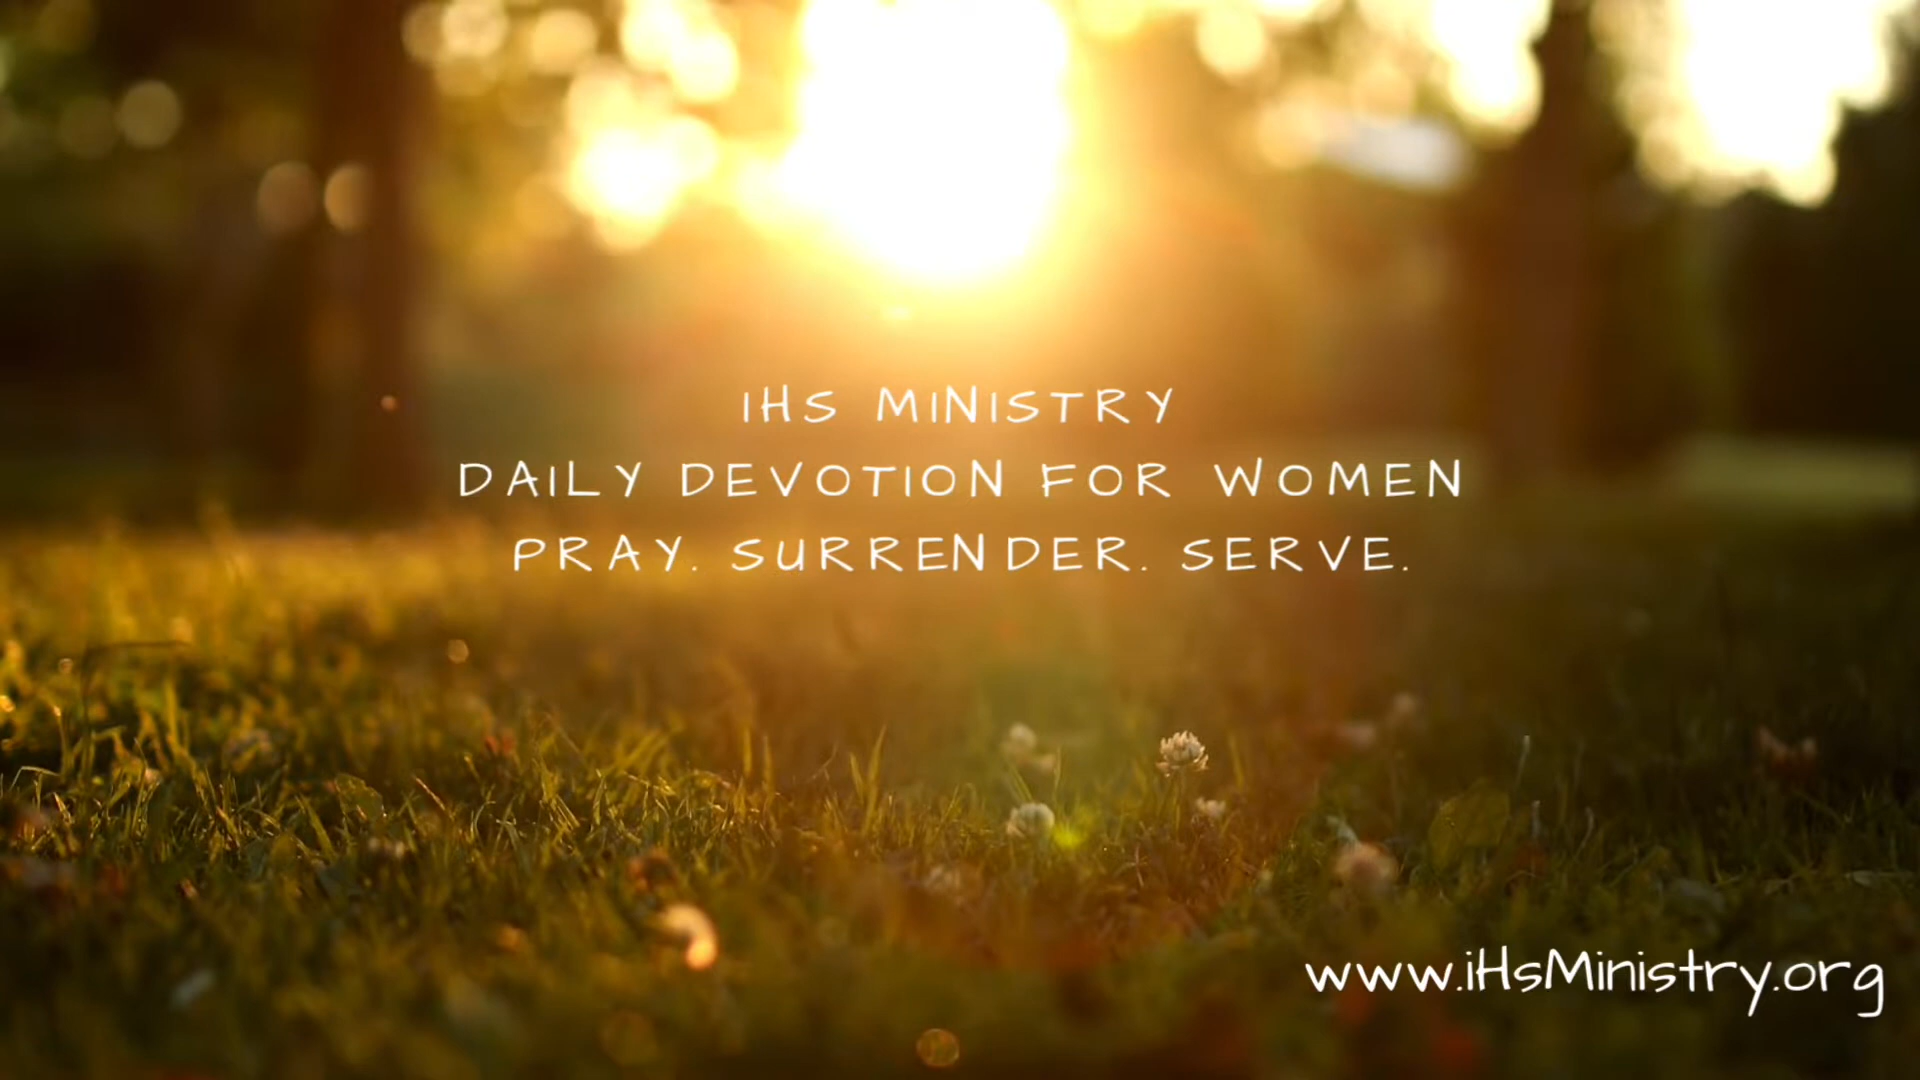 iHS MINISTRY
DAILY DEVOTION FOR WOMEN
PRAY. SURRENDER. SERVE.
www.iHsMinistry.org